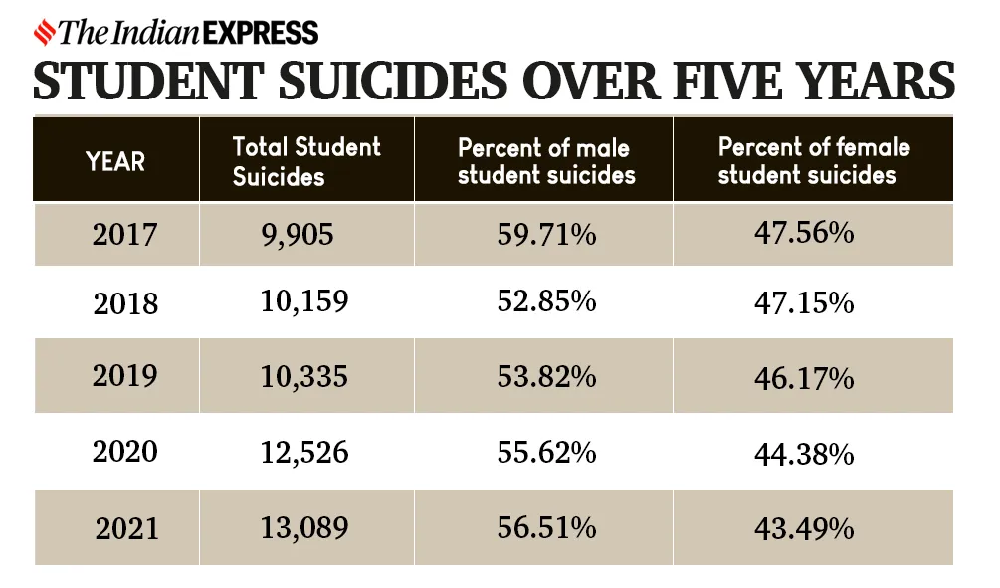 The Indian EXPRESS
STUDENT SUICIDES OVER FIVE YEARS
YEAR Total Student Suicides Percent of male student suicides Percent of female student suicides
2017 9,905 59.71% 47.56%
2018 10,159 52.85% 47.15%
2019 10,335 53.82% 46.17%
2020 12,526 55.62% 44.38%
2021 13,089 56.51% 43.49%